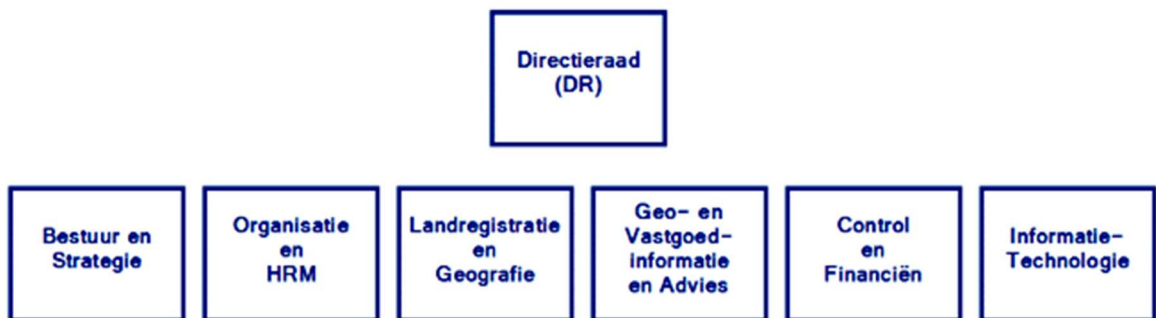 Directieraad
(DR)
Bestuur en
Strategie
Organisatie
en
HRM
Landregistratie
en
Geografie
Geo- en
Vastgoed-
informatie
en Advies
Control
en
Financiën
Informatie-
Technologie